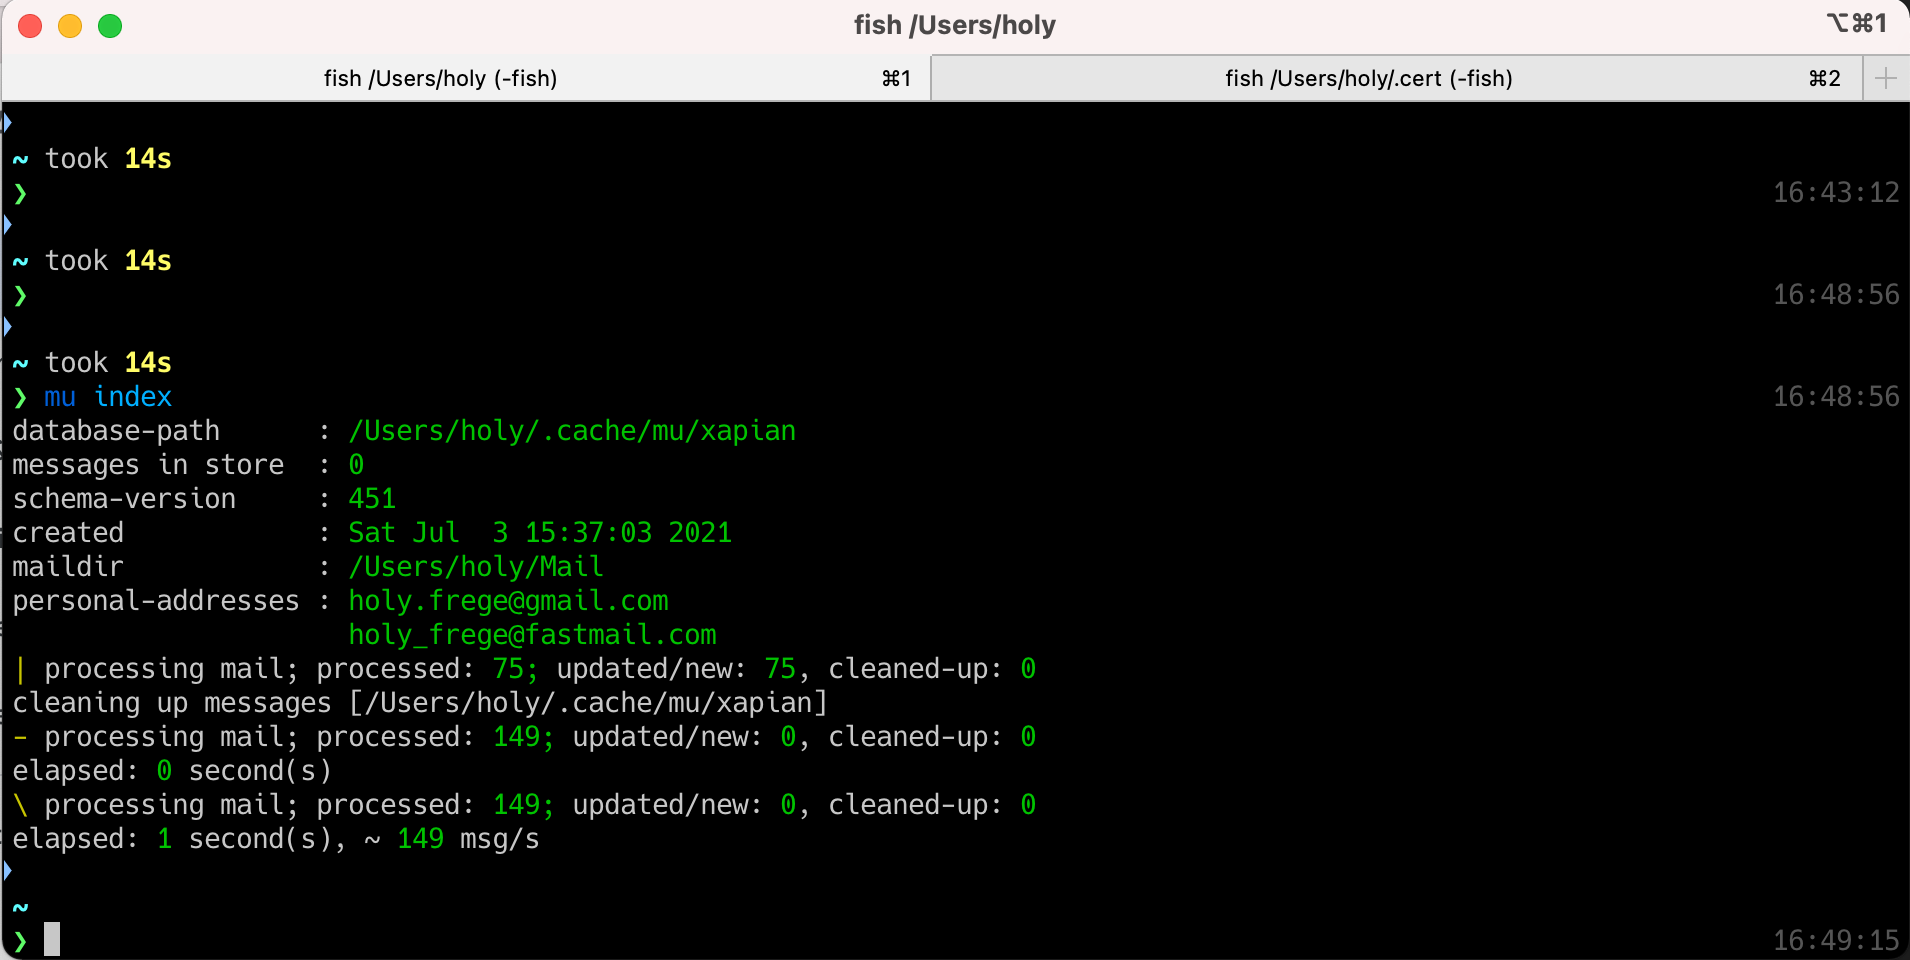 fish /Users/holy
⌥⌘1
fish /Users/holy (-fish) ⌘1
fish /Users/holy/.cert (-fish) ⌘2
~ took 14s
❯ 16:43:12
~ took 14s
❯ 16:48:56
~ took 14s
❯ mu index 16:48:56
database-path : /Users/holy/.cache/mu/xapian
messages in store : 0
schema-version : 451
created : Sat Jul  3 15:37:03 2021
maildir : /Users/holy/Mail
personal-addresses : holy.frege@gmail.com
holy_frege@fastmail.com
| processing mail; processed: 75; updated/new: 75, cleaned-up: 0
cleaning up messages [/Users/holy/.cache/mu/xapian]
- processing mail; processed: 149; updated/new: 0, cleaned-up: 0
elapsed: 0 second(s)
\ processing mail; processed: 149; updated/new: 0, cleaned-up: 0
elapsed: 1 second(s), ~ 149 msg/s
~
❯ 16:49:15